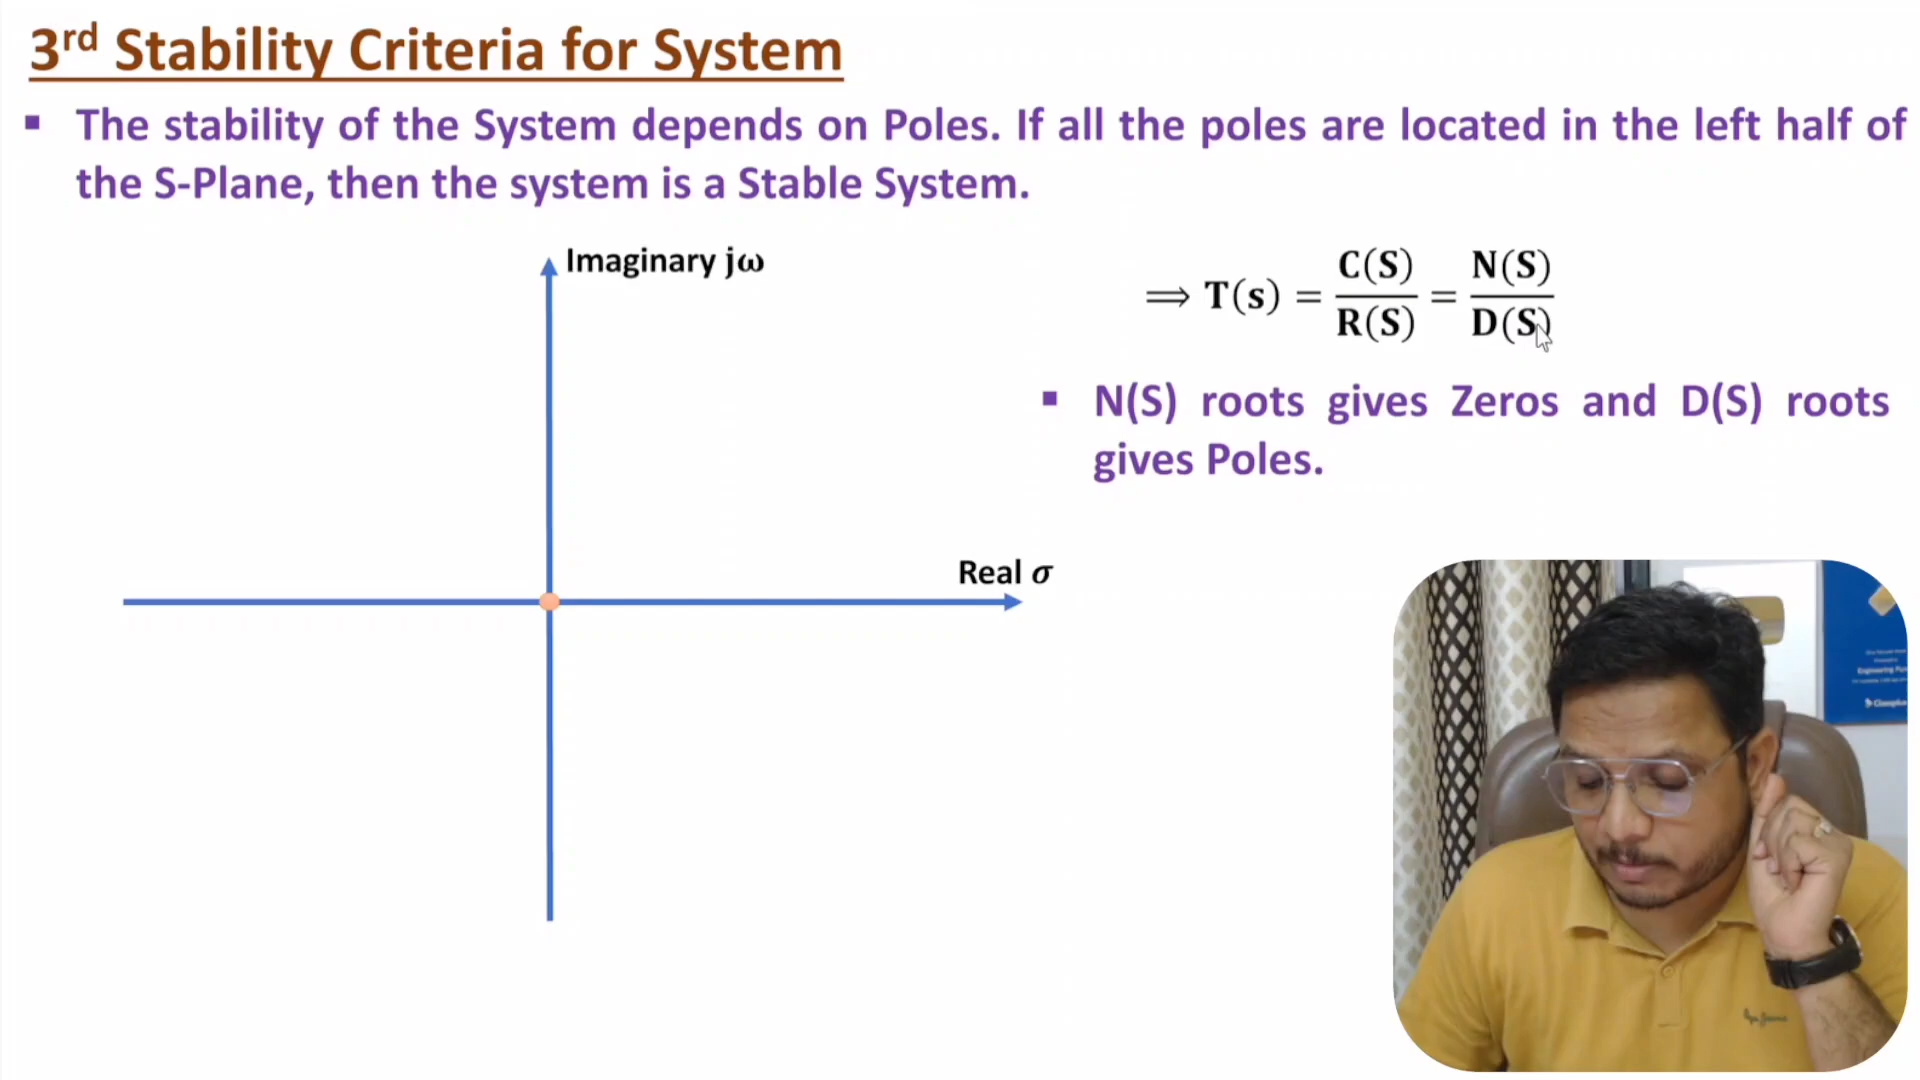 3rd Stability Criteria for System
▪ The stability of the System depends on Poles. If all the poles are located in the left half of
the S-Plane, then the system is a Stable System.
Imaginary jω
⟹ T(s) = C(S)/R(S) = N(S)/D(S)
▪ N(S) roots gives Zeros and D(S) roots
gives Poles.
Real σ